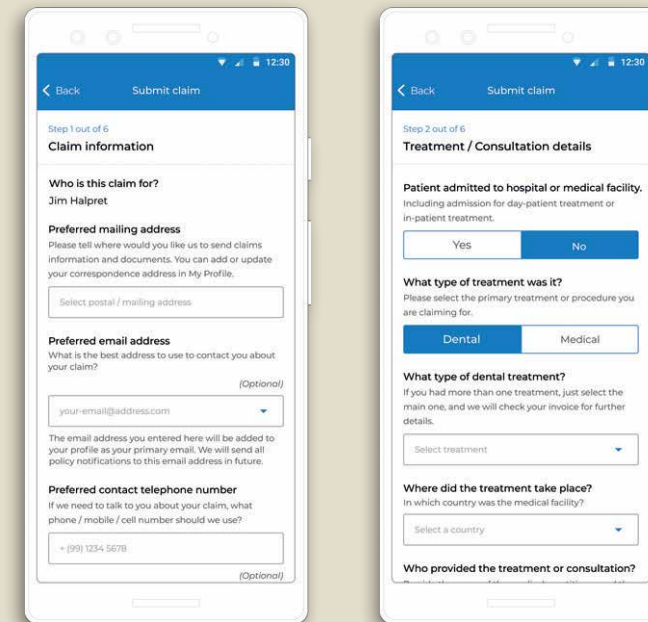 12:30
Back Submit claim
Step 1 out of 6
Claim information
Who is this claim for?
Jim Halpret
Preferred mailing address
Please tell where would you like us to send claims
information and documents. You can add or update
your correspondence address in My Profile.
Select postal / mailing address
Preferred email address
What is the best address to use to contact you about
your claim?
(Optional)
your-email@address.com
The email address you entered here will be added to
your profile as your primary email. We will send all
policy notifications to this email address in future.
Preferred contact telephone number
If we need to talk to you about your claim, what
phone / mobile / cell number should we use?
+ (99) 1234 5678
(Optional)
12:30
Back Submit claim
Step 2 out of 6
Treatment / Consultation details
Patient admitted to hospital or medical facility.
Including admission for day-patient treatment or
in-patient treatment.
Yes No
What type of treatment was it?
Please select the primary treatment or procedure you
are claiming for.
Dental Medical
What type of dental treatment?
If you had more than one treatment, just select the
main one, and we will check your invoice for further
details.
Select treatment
Where did the treatment take place?
In which country was the medical facility?
Select a country
Who provided the treatment or consultation?